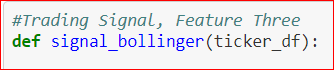 #Trading Signal, Feature Three
def signal_bollinger(ticker_df):